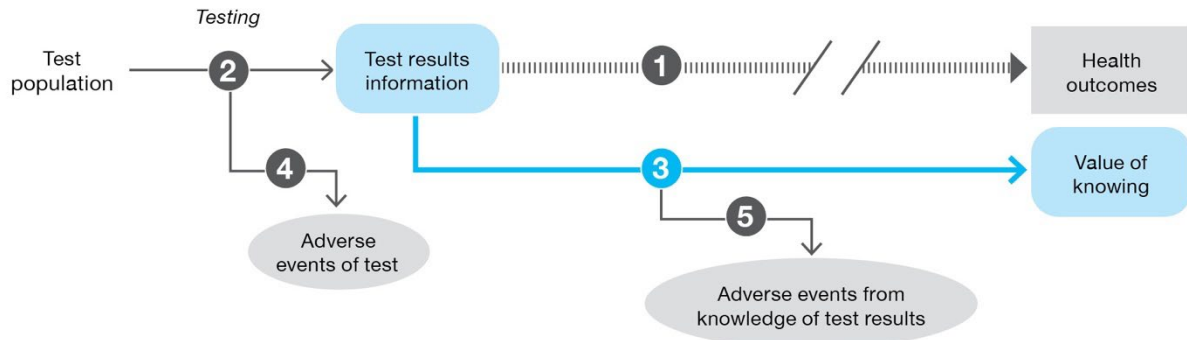 Testing
Test
population
2
Test results
information
1
Health
outcomes
4
3
Value of
knowing
5
Adverse
events of test
Adverse events from
knowledge of test results